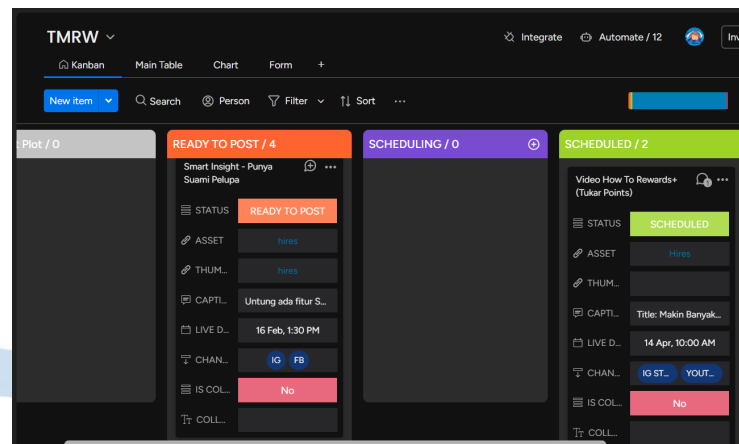 TMRW
Integrate
Automate / 12
Inv
Kanban
Main Table
Chart
Form
+
New item
Search
Person
Filter
Sort
...
Plot / 0
READY TO POST / 4
SCHEDULING / 0
SCHEDULED / 2
Smart Insight - Punya
Suami Pelupa
STATUS READY TO POST
ASSET hires
THUM... hires
CAPTI... Untung ada fitur S...
LIVE D... 16 Feb, 1:30 PM
CHAN... IG FB
IS COL... No
COLL...
Video How To Rewards+
(Tukar Points)
1
STATUS SCHEDULED
ASSET Hires
THUM...
CAPTI... Title: Makin Banyak...
LIVE D... 14 Apr, 10:00 AM
CHAN... IG ST... YOUT...
IS COL... No
COLL...